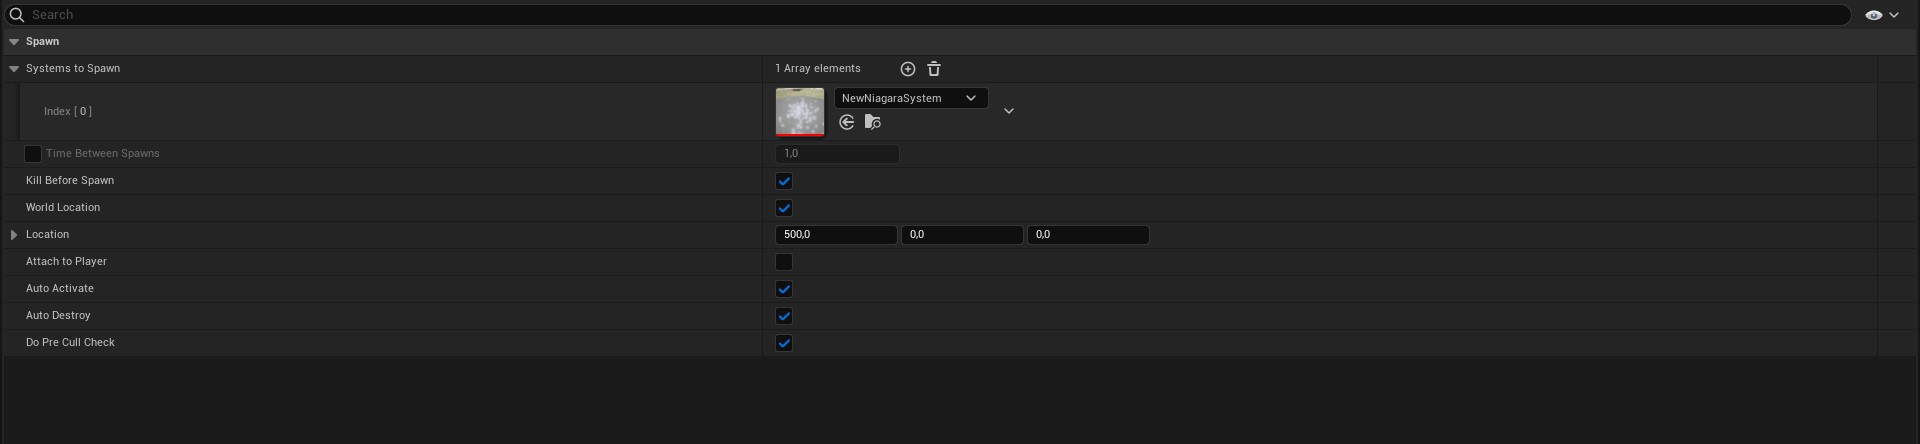 Search
Spawn
Systems to Spawn 1 Array elements
Index [ 0 ] NewNiagaraSystem
Time Between Spawns 1,0
Kill Before Spawn
World Location
Location 500,0 0,0 0,0
Attach to Player
Auto Activate
Auto Destroy
Do Pre Cull Check